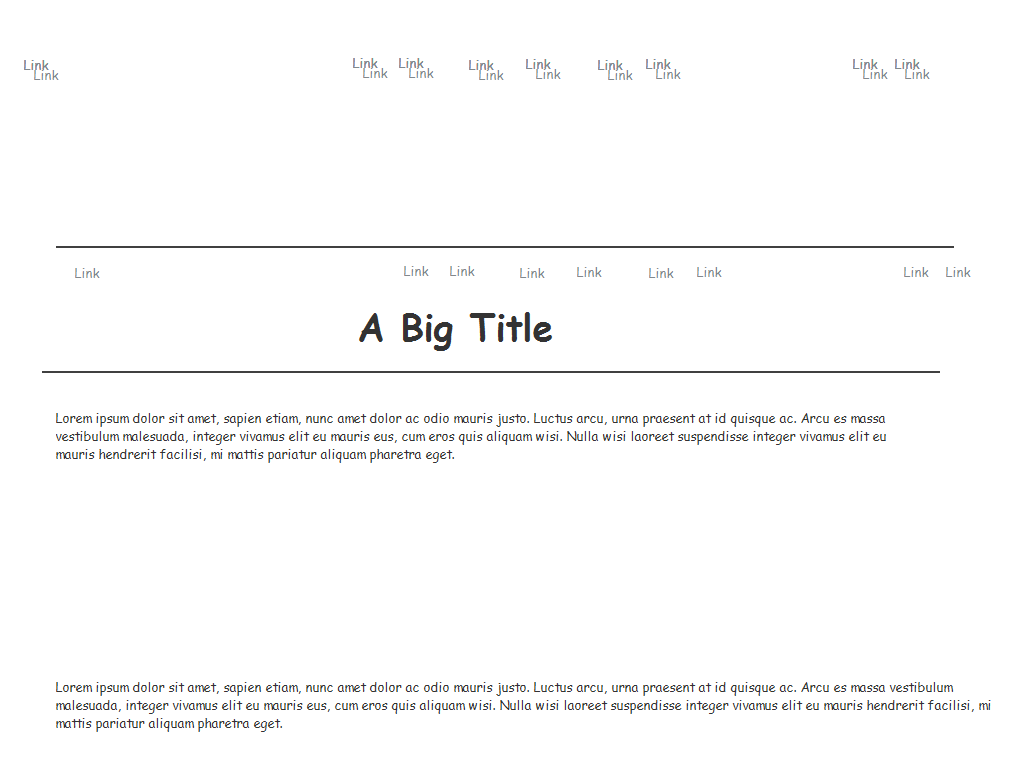 Link Link Link Link Link Link Link Link Link
Link Link Link Link Link Link Link Link Link
Link Link Link Link Link Link Link Link Link
A Big Title
Lorem ipsum dolor sit amet, sapien etiam, nunc amet dolor ac odio mauris justo. Luctus arcu, urna praesent at id quisque ac. Arcu es massa
vestibulum malesuada, integer vivamus elit eu mauris eus, cum eros quis aliquam wisi. Nulla wisi laoreet suspendisse integer vivamus elit eu
mauris hendrerit facilisi, mi mattis pariatur aliquam pharetra eget.
Lorem ipsum dolor sit amet, sapien etiam, nunc amet dolor ac odio mauris justo. Luctus arcu, urna praesent at id quisque ac. Arcu es massa vestibulum
malesuada, integer vivamus elit eu mauris eus, cum eros quis aliquam wisi. Nulla wisi laoreet suspendisse integer vivamus elit eu mauris hendrerit facilisi, mi
mattis pariatur aliquam pharetra eget.